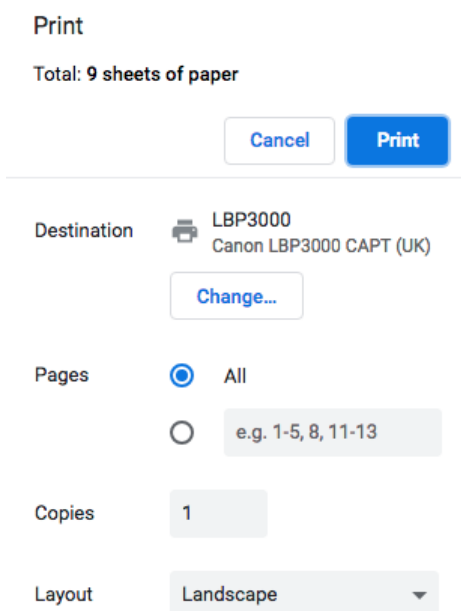 Print
Total: 9 sheets of paper
Cancel
Print
Destination
LBP3000
Canon LBP3000 CAPT (UK)
Change...
Pages
All
e.g. 1-5, 8, 11-13
Copies
1
Layout
Landscape